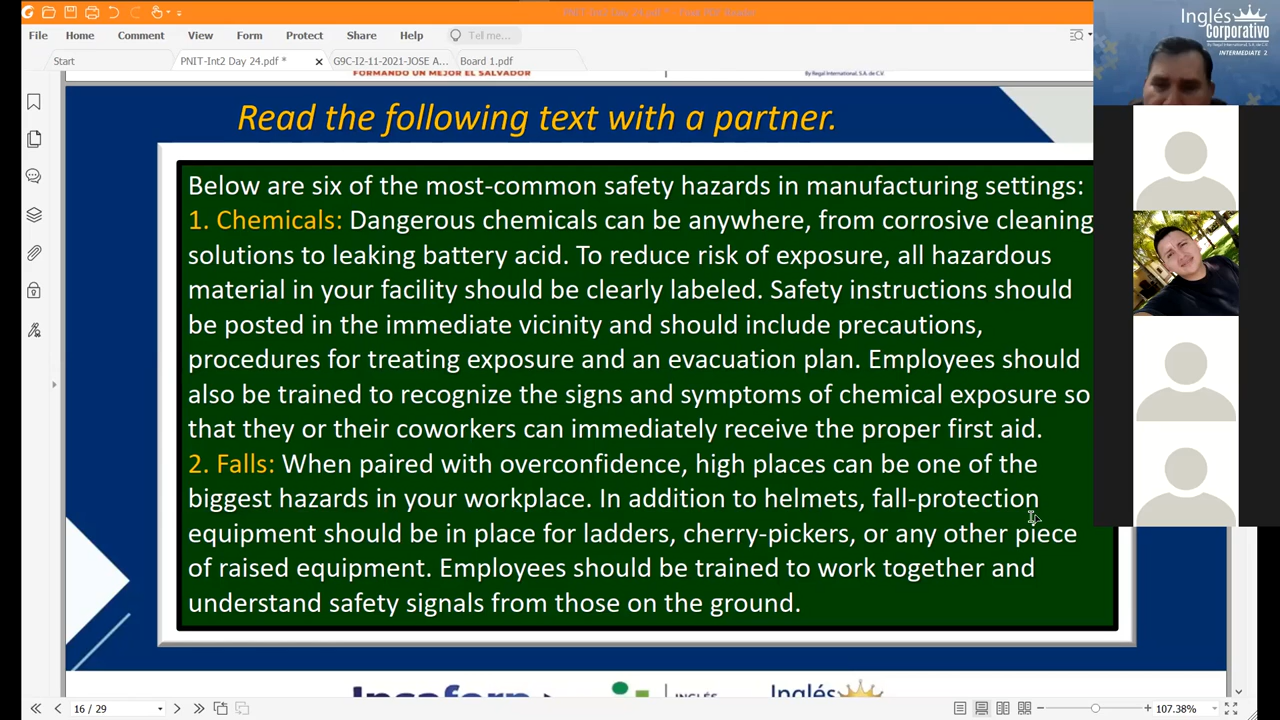 File Home Comment View Form Protect Share Help Tell me...
Start PNIT-Int2 Day 24.pdf * G9C-I2-11-2021-JOSE A... Board 1.pdf
FORMANDO UN MEJOR EL SALVADOR
By Regal International, S.A. de C.V.
Inglés
Corporativo
By Regal International, S.A. DE C.V.
INTERMEDIATE 2
Read the following text with a partner.
Below are six of the most-common safety hazards in manufacturing settings:
1. Chemicals: Dangerous chemicals can be anywhere, from corrosive cleaning
solutions to leaking battery acid. To reduce risk of exposure, all hazardous
material in your facility should be clearly labeled. Safety instructions should
be posted in the immediate vicinity and should include precautions,
procedures for treating exposure and an evacuation plan. Employees should
also be trained to recognize the signs and symptoms of chemical exposure so
that they or their coworkers can immediately receive the proper first aid.
2. Falls: When paired with overconfidence, high places can be one of the
biggest hazards in your workplace. In addition to helmets, fall-protection
equipment should be in place for ladders, cherry-pickers, or any other piece
of raised equipment. Employees should be trained to work together and
understand safety signals from those on the ground.
Incaforp INGLÉS Inglés
16 / 29 107.38%